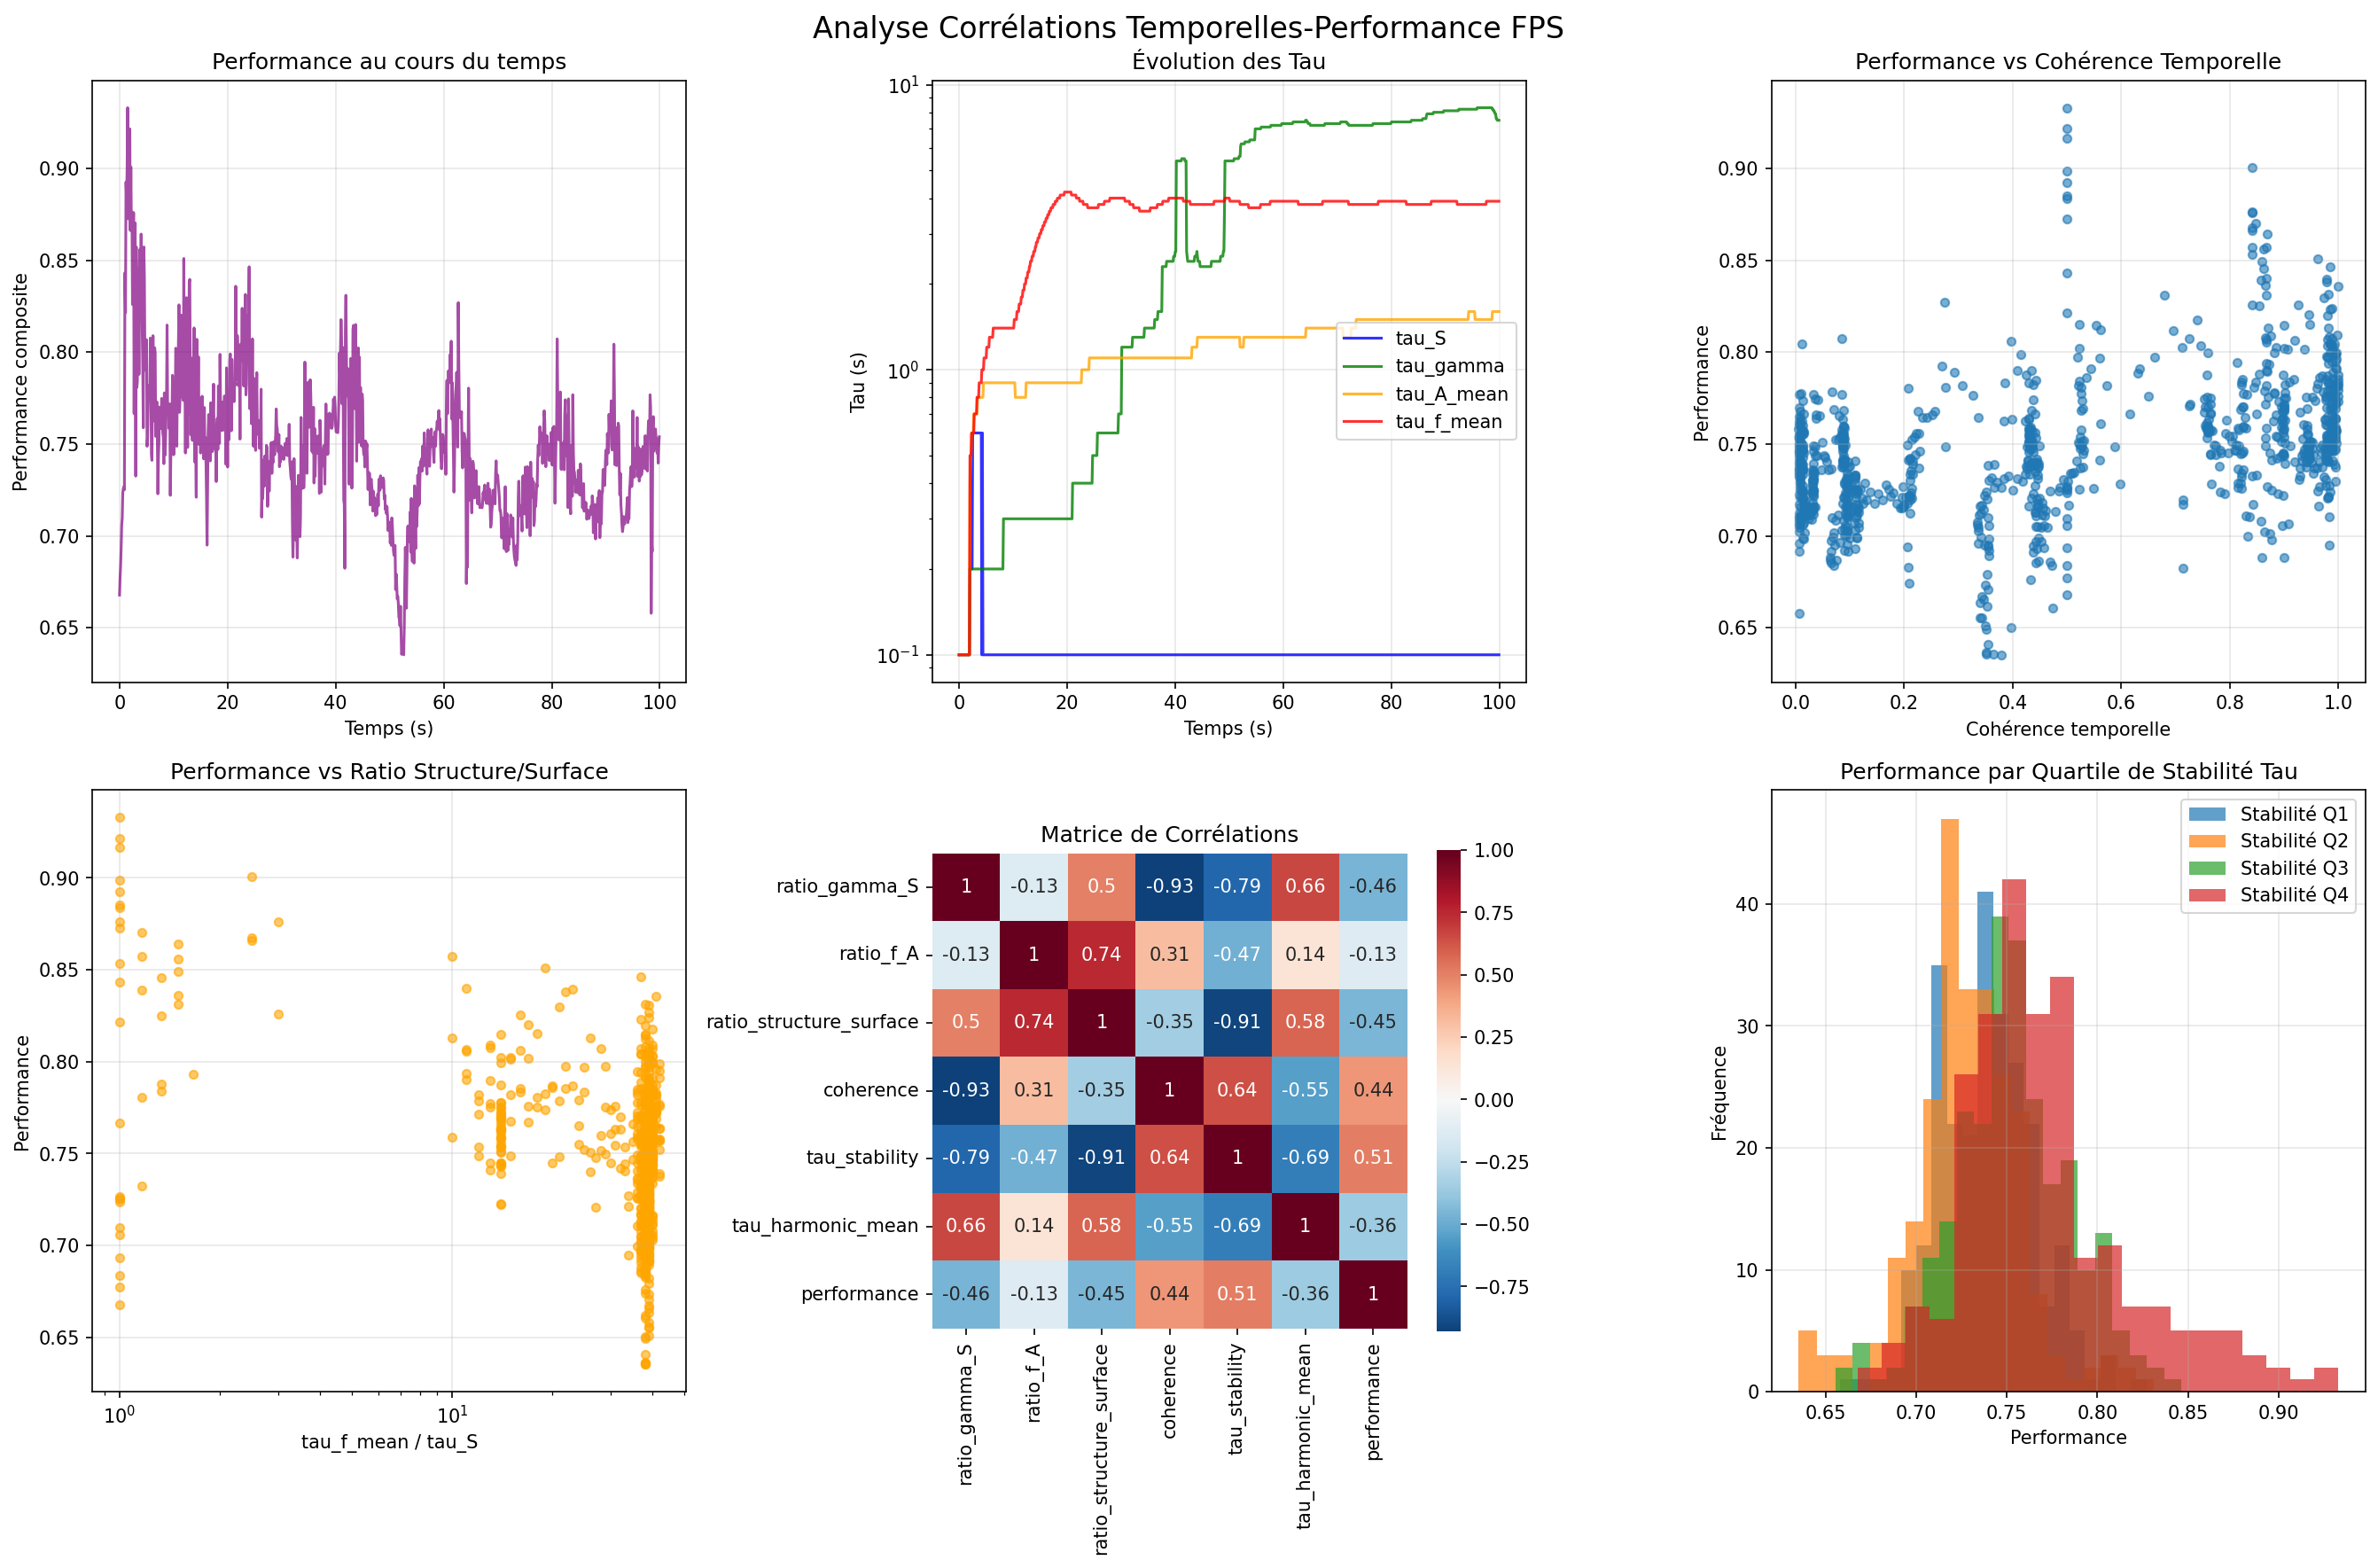 Analyse Corrélations Temporelles-Performance FPS
Performance au cours du temps
Performance composite
0.90
0.85
0.80
0.75
0.70
0.65
0 20 40 60 80 100
Temps (s)
Évolution des Tau
Tau (s)
10¹
10⁰
10⁻¹
tau_S
tau_gamma
tau_A_mean
tau_f_mean
0 20 40 60 80 100
Temps (s)
Performance vs Cohérence Temporelle
Performance
0.90
0.85
0.80
0.75
0.70
0.65
0.0 0.2 0.4 0.6 0.8 1.0
Cohérence temporelle
Performance vs Ratio Structure/Surface
Performance
0.90
0.85
0.80
0.75
0.70
0.65
10⁰ 10¹
tau_f_mean / tau_S
Matrice de Corrélations
ratio_gamma_S 1 -0.13 0.5 -0.93 -0.79 0.66 -0.46
ratio_f_A -0.13 1 0.74 0.31 -0.47 0.14 -0.13
ratio_structure_surface 0.5 0.74 1 -0.35 -0.91 0.58 -0.45
coherence -0.93 0.31 -0.35 1 0.64 -0.55 0.44
tau_stability -0.79 -0.47 -0.91 0.64 1 -0.69 0.51
tau_harmonic_mean 0.66 0.14 0.58 -0.55 -0.69 1 -0.36
performance -0.46 -0.13 -0.45 0.44 0.51 -0.36 1
ratio_gamma_S
ratio_f_A
ratio_structure_surface
coherence
tau_stability
tau_harmonic_mean
performance
1.00
0.75
0.50
0.25
0.00
−0.25
−0.50
−0.75
Performance par Quartile de Stabilité Tau
Stabilité Q1
Stabilité Q2
Stabilité Q3
Stabilité Q4
Fréquence
40
30
20
10
0
0.65 0.70 0.75 0.80 0.85 0.90
Performance